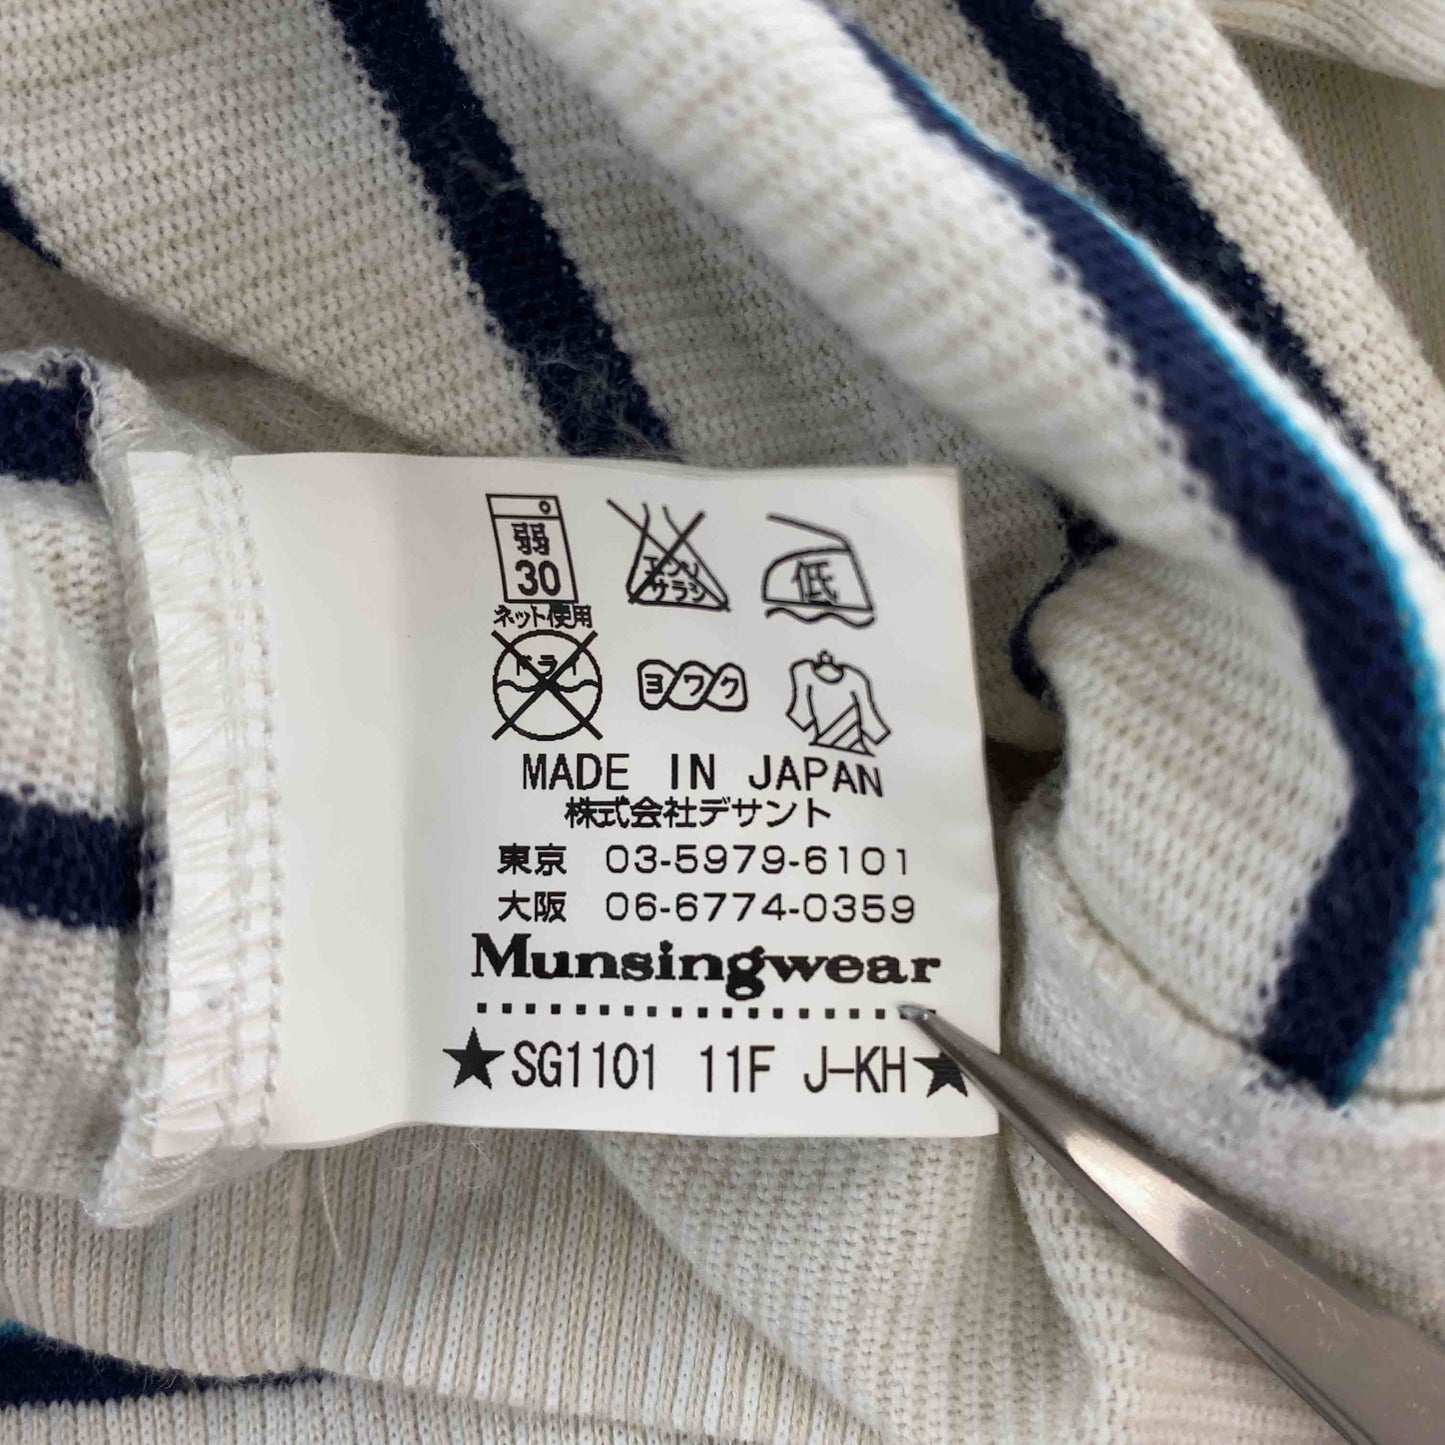 弱
30
ネット使用
エンソ
サラシ
低
ドライ
ヨワク
MADE IN JAPAN
株式会社デサント
東京 03-5979-6101
大阪 06-6774-0359
Munsingwear
★SG1101 11F J-KH★